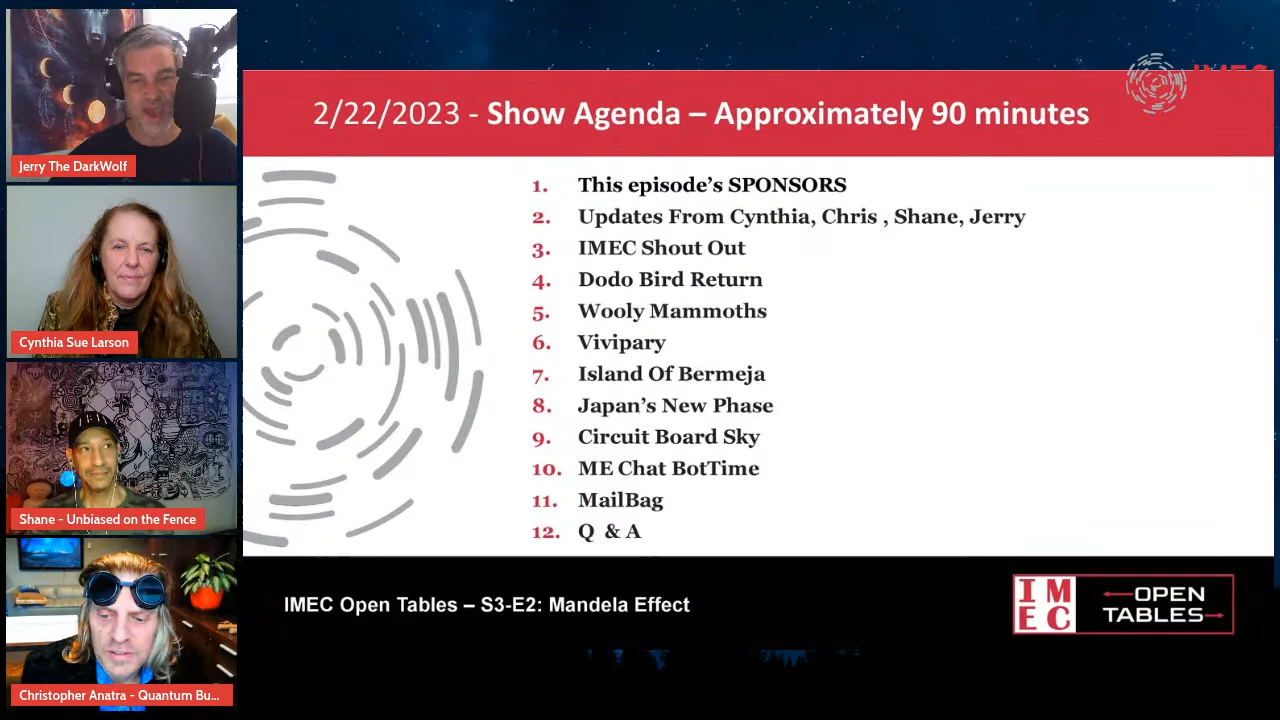 Jerry The DarkWolf
Cynthia Sue Larson
Shane - Unbiased on the Fence
Christopher Anatra - Quantum Bu...
IMEC
2/22/2023 - Show Agenda – Approximately 90 minutes
1. This episode's SPONSORS
2. Updates From Cynthia, Chris , Shane, Jerry
3. IMEC Shout Out
4. Dodo Bird Return
5. Wooly Mammoths
6. Vivipary
7. Island Of Bermeja
8. Japan's New Phase
9. Circuit Board Sky
10. ME Chat BotTime
11. MailBag
12. Q & A
IMEC Open Tables – S3-E2: Mandela Effect
IM
EC
OPEN
TABLES